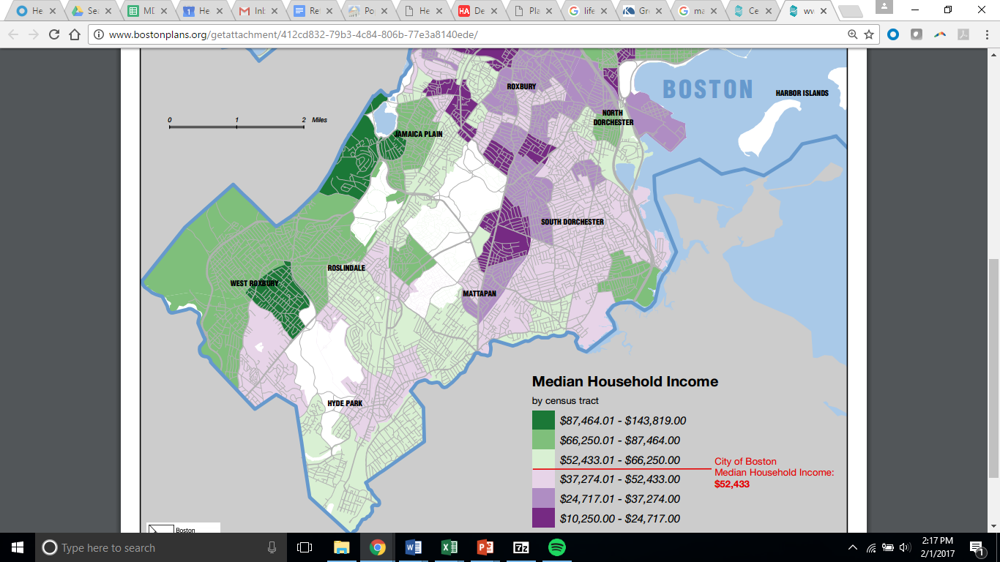 He
Sea
MD
He
Inb
Ret
Po
He
De
Pla
life
Gr
ma
Ce
wv
www.bostonplans.org/getattachment/412cd832-79b3-4c84-806b-77e3a8140ede/
BOSTON
HARBOR ISLANDS
ROXBURY
NORTH
DORCHESTER
0 1 2 Miles
JAMAICA PLAIN
SOUTH DORCHESTER
ROSLINDALE
WEST ROXBURY
MATTAPAN
HYDE PARK
Median Household Income
by census tract
$87,464.01 - $143,819.00
$66,250.01 - $87,464.00
$52,433.01 - $66,250.00
$37,274.01 - $52,433.00
$24,717.01 - $37,274.00
$10,250.00 - $24,717.00
City of Boston
Median Household Income:
$52,433
Boston
Type here to search
2:17 PM
2/1/2017